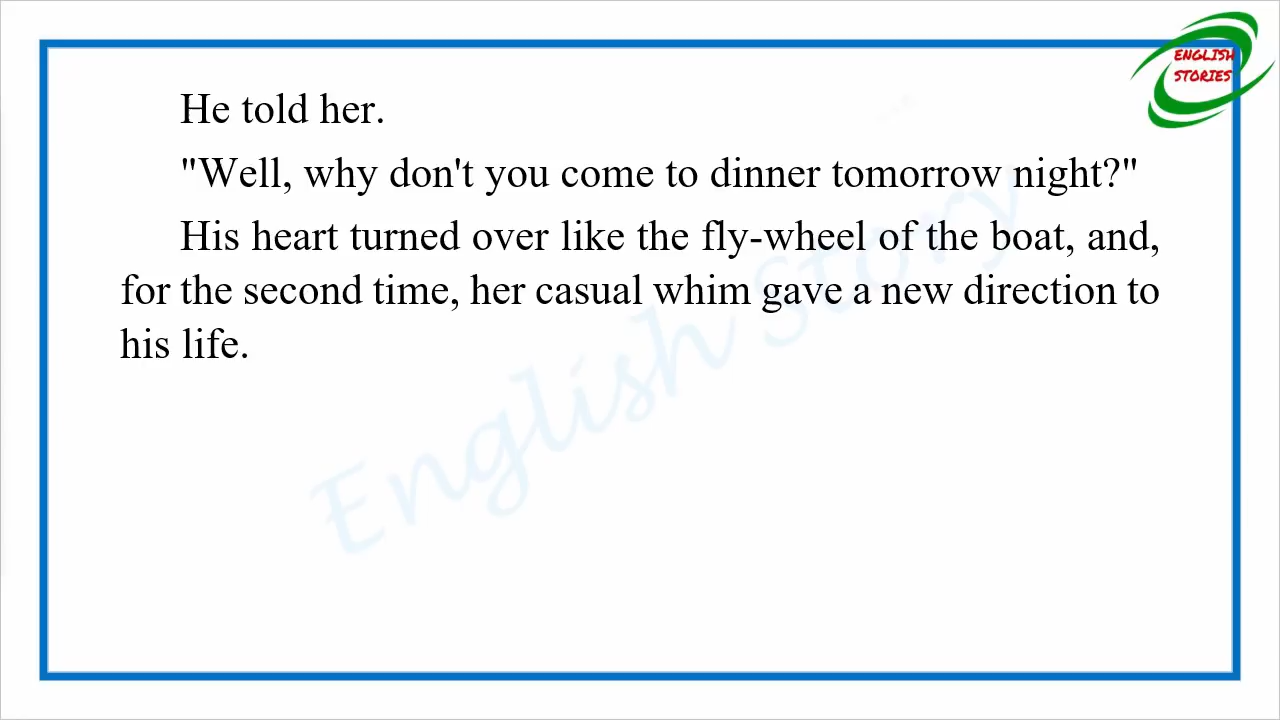 ENGLISH
STORIES
He told her.
"Well, why don't you come to dinner tomorrow night?"
His heart turned over like the fly-wheel of the boat, and,
for the second time, her casual whim gave a new direction to
his life.
English Story